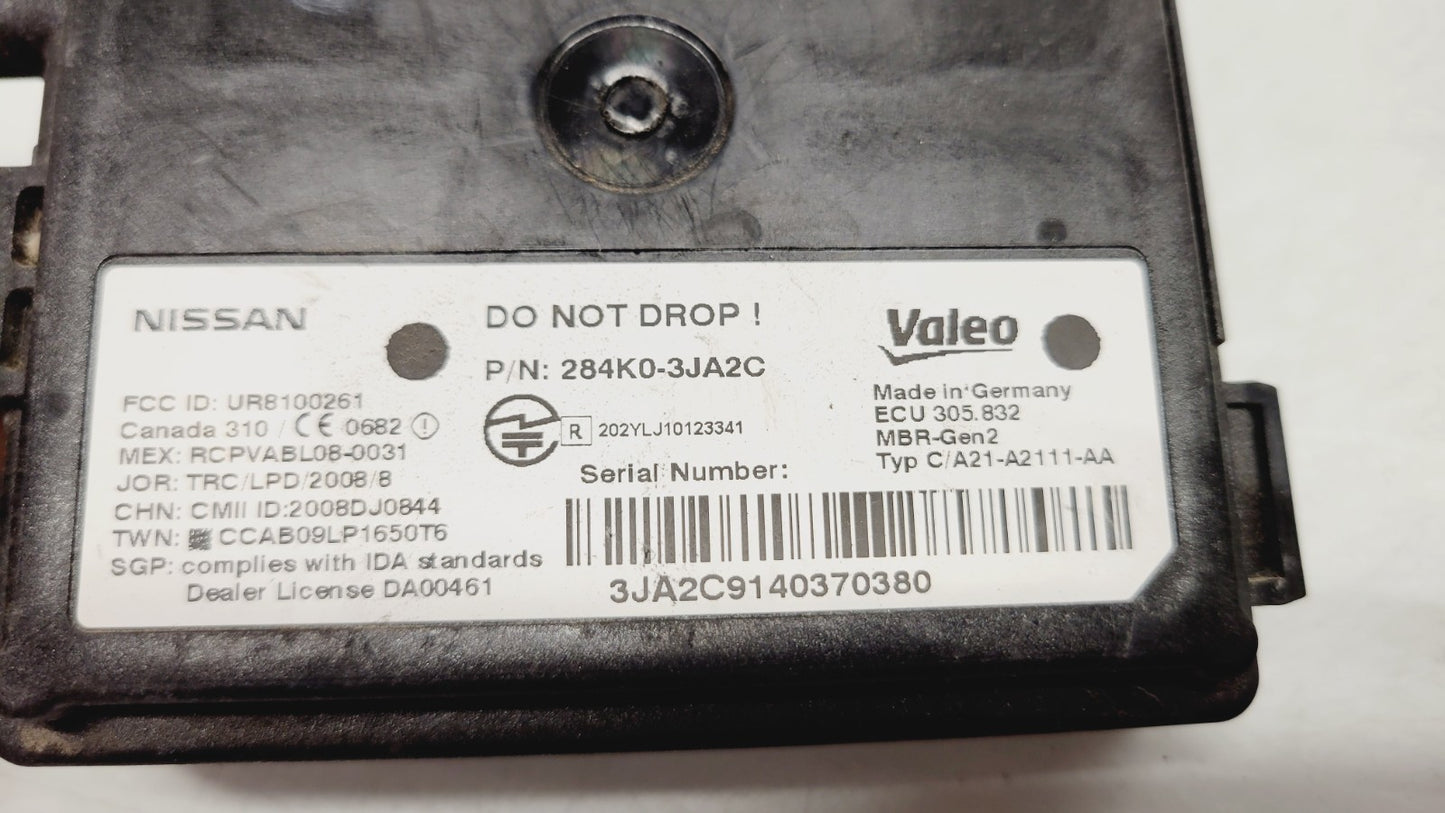 NISSAN
DO NOT DROP !
P/N: 284K0-3JA2C
Valeo
FCC ID: UR8100261
Canada 310 / CE 0682
MEX: RCPVABL08-0031
JOR: TRC/LPD/2008/8
CHN: CMII ID:2008DJ0844
TWN: CCAB09LP1650T6
SGP: complies with IDA standards
Dealer License DA00461
R 202YLJ10123341
Made in Germany
ECU 305.832
MBR-Gen2
Typ C/A21-A2111-AA
Serial Number:
3JA2C9140370380